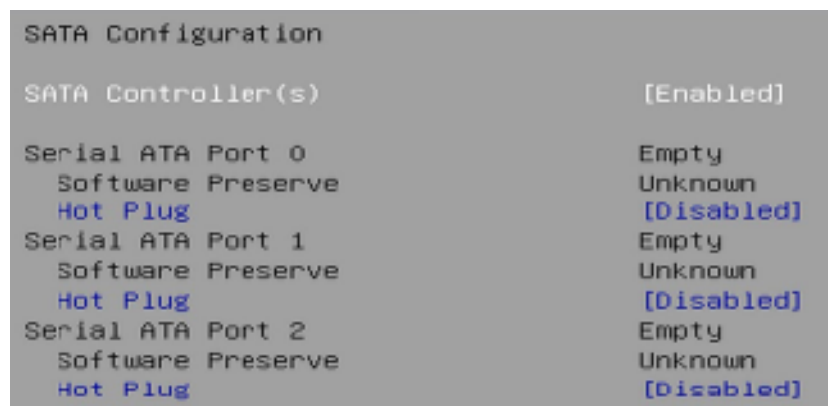 SATA Configuration
SATA Controller(s) [Enabled]
Serial ATA Port 0 Empty
Software Preserve Unknown
Hot Plug [Disabled]
Serial ATA Port 1 Empty
Software Preserve Unknown
Hot Plug [Disabled]
Serial ATA Port 2 Empty
Software Preserve Unknown
Hot Plug [Disabled]